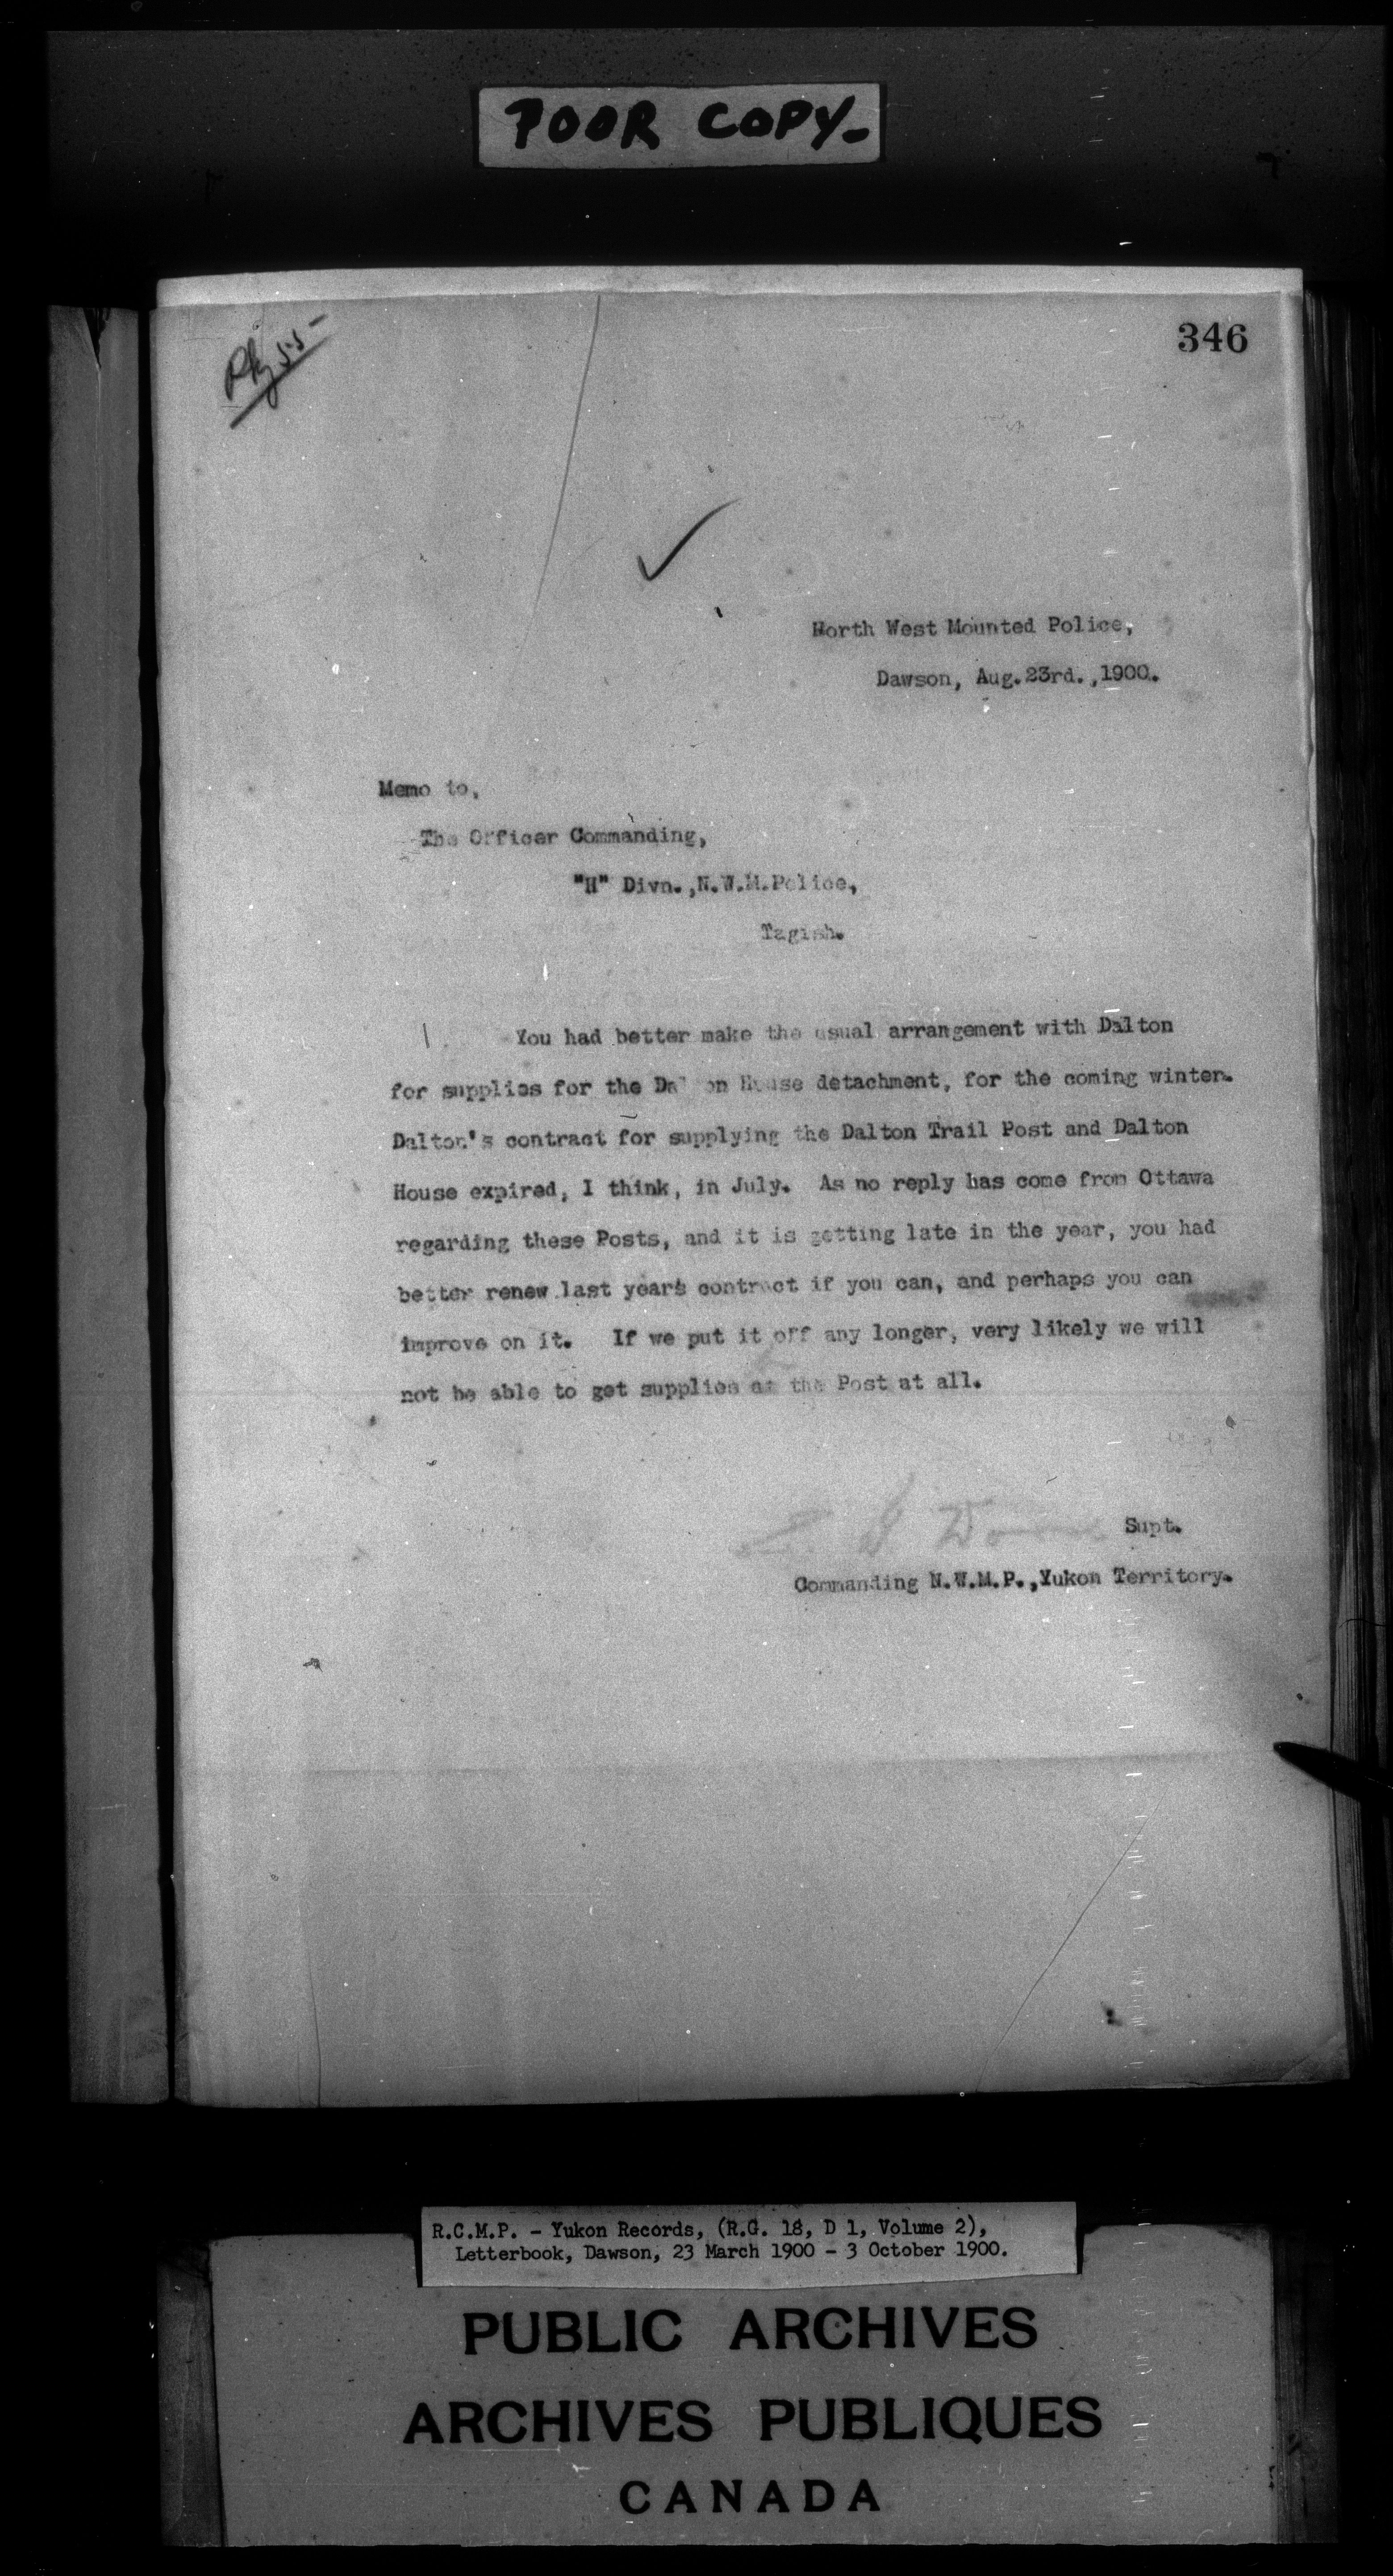 POOR COPY-
346
North West Mounted Police,
Dawson, Aug.23rd.,1900.
Memo to,
The Officer Commanding,
"H" Divn.,N.W.M.Police,
Tagish.
You had better make the usual arrangement with Dalton
for supplies for the Dalton House detachment, for the coming winter.
Dalton's contract for supplying the Dalton Trail Post and Dalton
House expired, I think, in July. As no reply has come from Ottawa
regarding these Posts, and it is getting late in the year, you had
better renew last years contract if you can, and perhaps you can
improve on it. If we put it off any longer, very likely we will
not be able to get supplies at the Post at all.
Supt.
Commanding N.W.M.P.,Yukon Territory.
R.C.M.P. - Yukon Records, (R.G. 18, D 1, Volume 2),
Letterbook, Dawson, 23 March 1900 - 3 October 1900.
PUBLIC ARCHIVES
ARCHIVES PUBLIQUES
CANADA